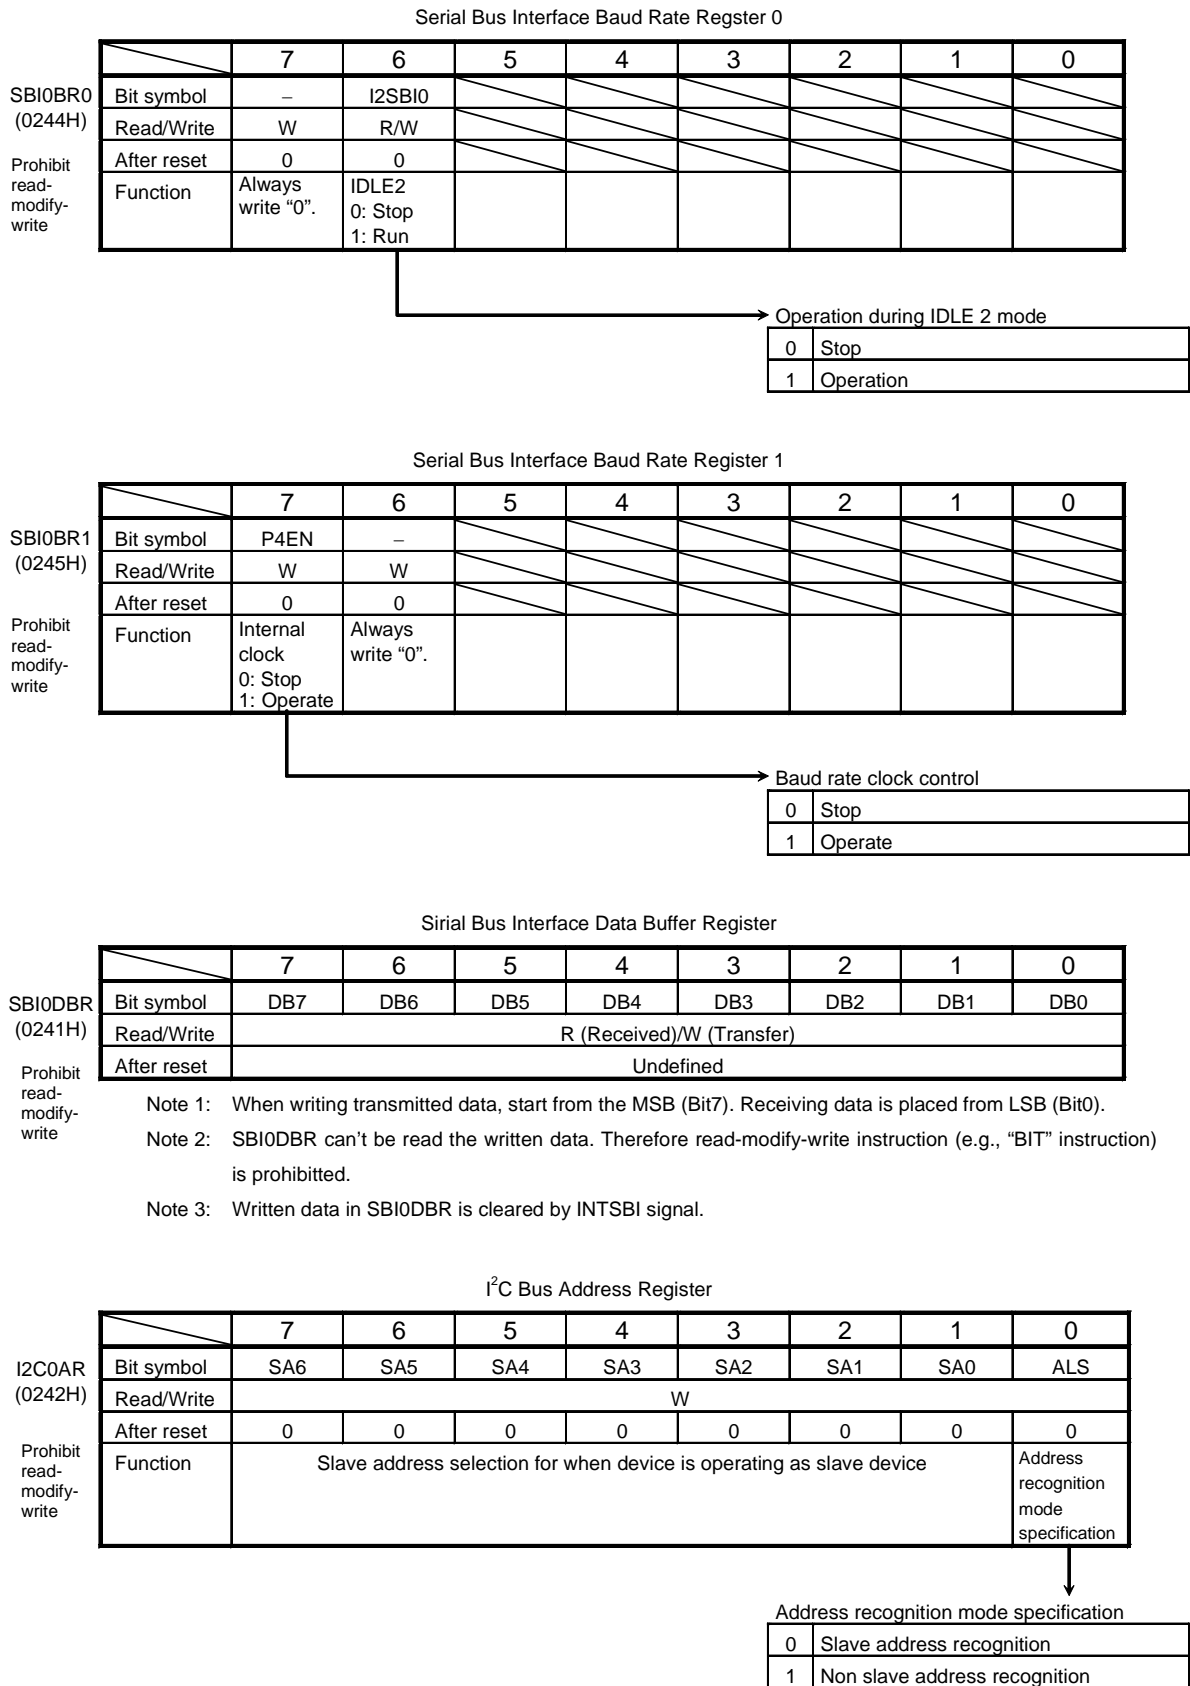 Serial Bus Interface Baud Rate Regster 0
7 6 5 4 3 2 1 0
SBI0BR0 Bit symbol – I2SBI0
(0244H) Read/Write W R/W
After reset 0 0
Prohibit
read-
modify-
write
Function Always IDLE2
write “0”. 0: Stop
1: Run
Operation during IDLE 2 mode
0 Stop
1 Operation
Serial Bus Interface Baud Rate Register 1
7 6 5 4 3 2 1 0
SBI0BR1 Bit symbol P4EN –
(0245H) Read/Write W W
After reset 0 0
Prohibit
read-
modify-
write
Function Internal Always
clock write “0”.
0: Stop
1: Operate
Baud rate clock control
0 Stop
1 Operate
Sirial Bus Interface Data Buffer Register
7 6 5 4 3 2 1 0
SBI0DBR Bit symbol DB7 DB6 DB5 DB4 DB3 DB2 DB1 DB0
(0241H) Read/Write R (Received)/W (Transfer)
After reset Undefined
Prohibit
read-
modify-
write
Note 1: When writing transmitted data, start from the MSB (Bit7). Receiving data is placed from LSB (Bit0).
Note 2: SBI0DBR can’t be read the written data. Therefore read-modify-write instruction (e.g., “BIT” instruction)
is prohibitted.
Note 3: Written data in SBI0DBR is cleared by INTSBI signal.
I²C Bus Address Register
7 6 5 4 3 2 1 0
I2C0AR Bit symbol SA6 SA5 SA4 SA3 SA2 SA1 SA0 ALS
(0242H) Read/Write W
After reset 0 0 0 0 0 0 0 0
Prohibit
read-
modify-
write
Function Slave address selection for when device is operating as slave device Address
recognition
mode
specification
Address recognition mode specification
0 Slave address recognition
1 Non slave address recognition